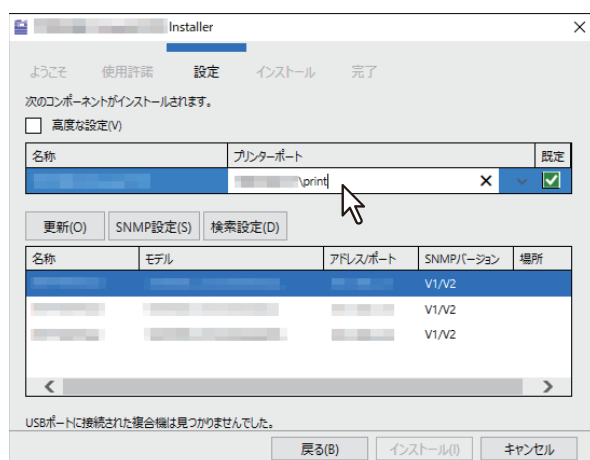 Installer
ようこそ 使用許諾 設定 インストール 完了
次のコンポーネントがインストールされます。
高度な設定(V)
名称 プリンターポート 既定
\print
更新(O) SNMP設定(S) 検索設定(D)
名称 モデル アドレス/ポート SNMPバージョン 場所
V1/V2
V1/V2
V1/V2
USBポートに接続された複合機は見つかりませんでした。
戻る(B) インストール(I) キャンセル